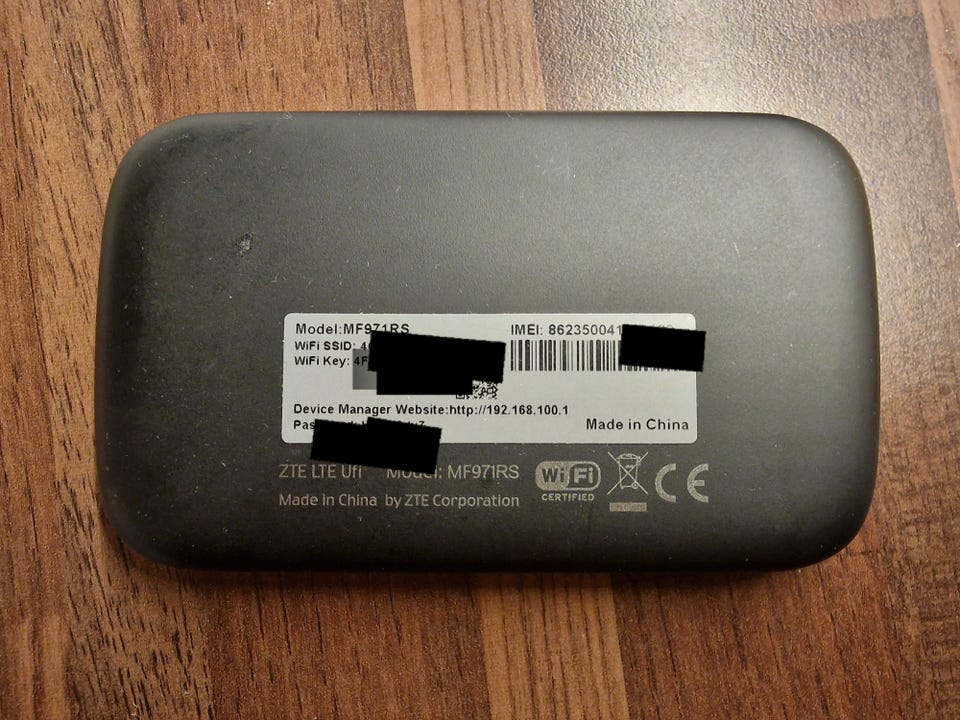 Model:MF971RS
WiFi SSID: 4
WiFi Key: 4F
IMEI: 862350041
Device Manager Website:http://192.168.100.1
Made in China
ZTE LTE Ufi Model: MF971RS
Made In China by ZTE Corporation
WiFi
CERTIFIED
CE